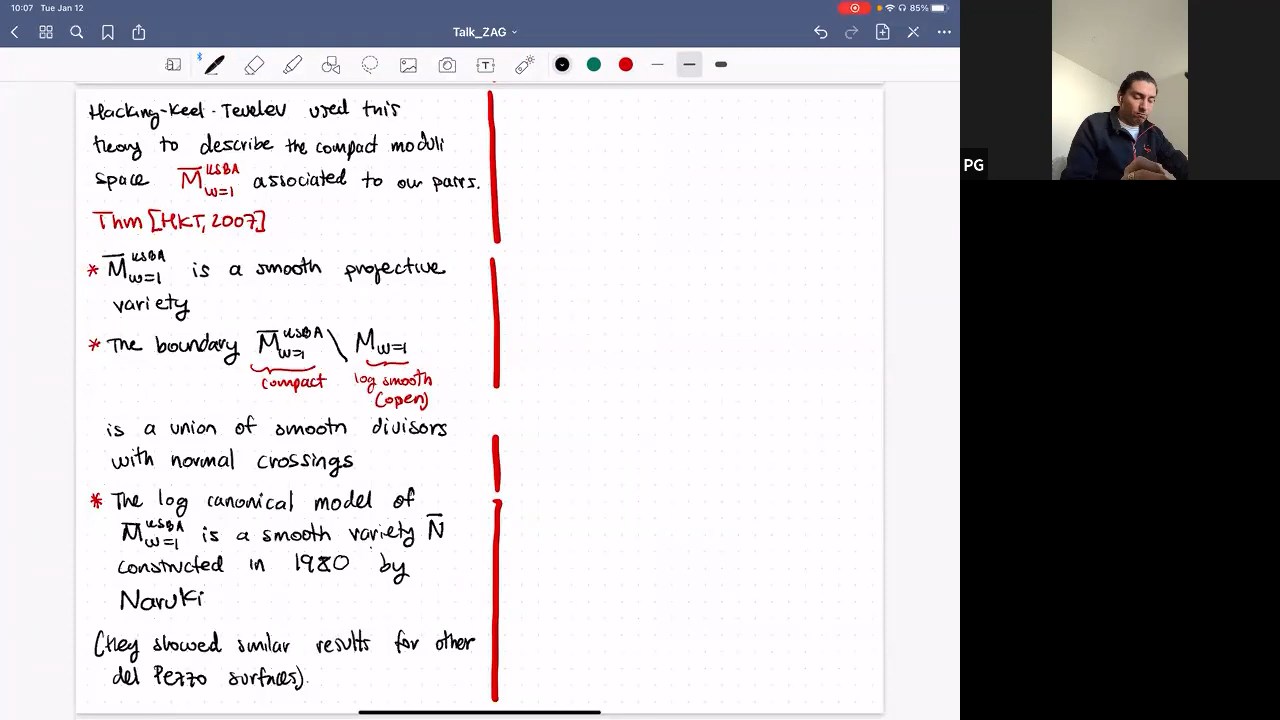 10:07 Tue Jan 12
85%
Talk_ZAG
Hacking-Keel-Tevelev used this
theory to describe the compact moduli
space M̅ᴷˢᴮᴬ_w=1 associated to our pairs.
Thm [HKT, 2007]
* M̅ᴷˢᴮᴬ_w=1 is a smooth projective
variety
* The boundary M̅ᴷˢᴮᴬ_w=1 \ M_w=1
compact log smooth
(open)
is a union of smooth divisors
with normal crossings
* The log canonical model of
M̅ᴷˢᴮᴬ_w=1 is a smooth variety N̅
constructed in 1980 by
Naruki
(they showed similar results for other
del Pezzo surfaces).
PG